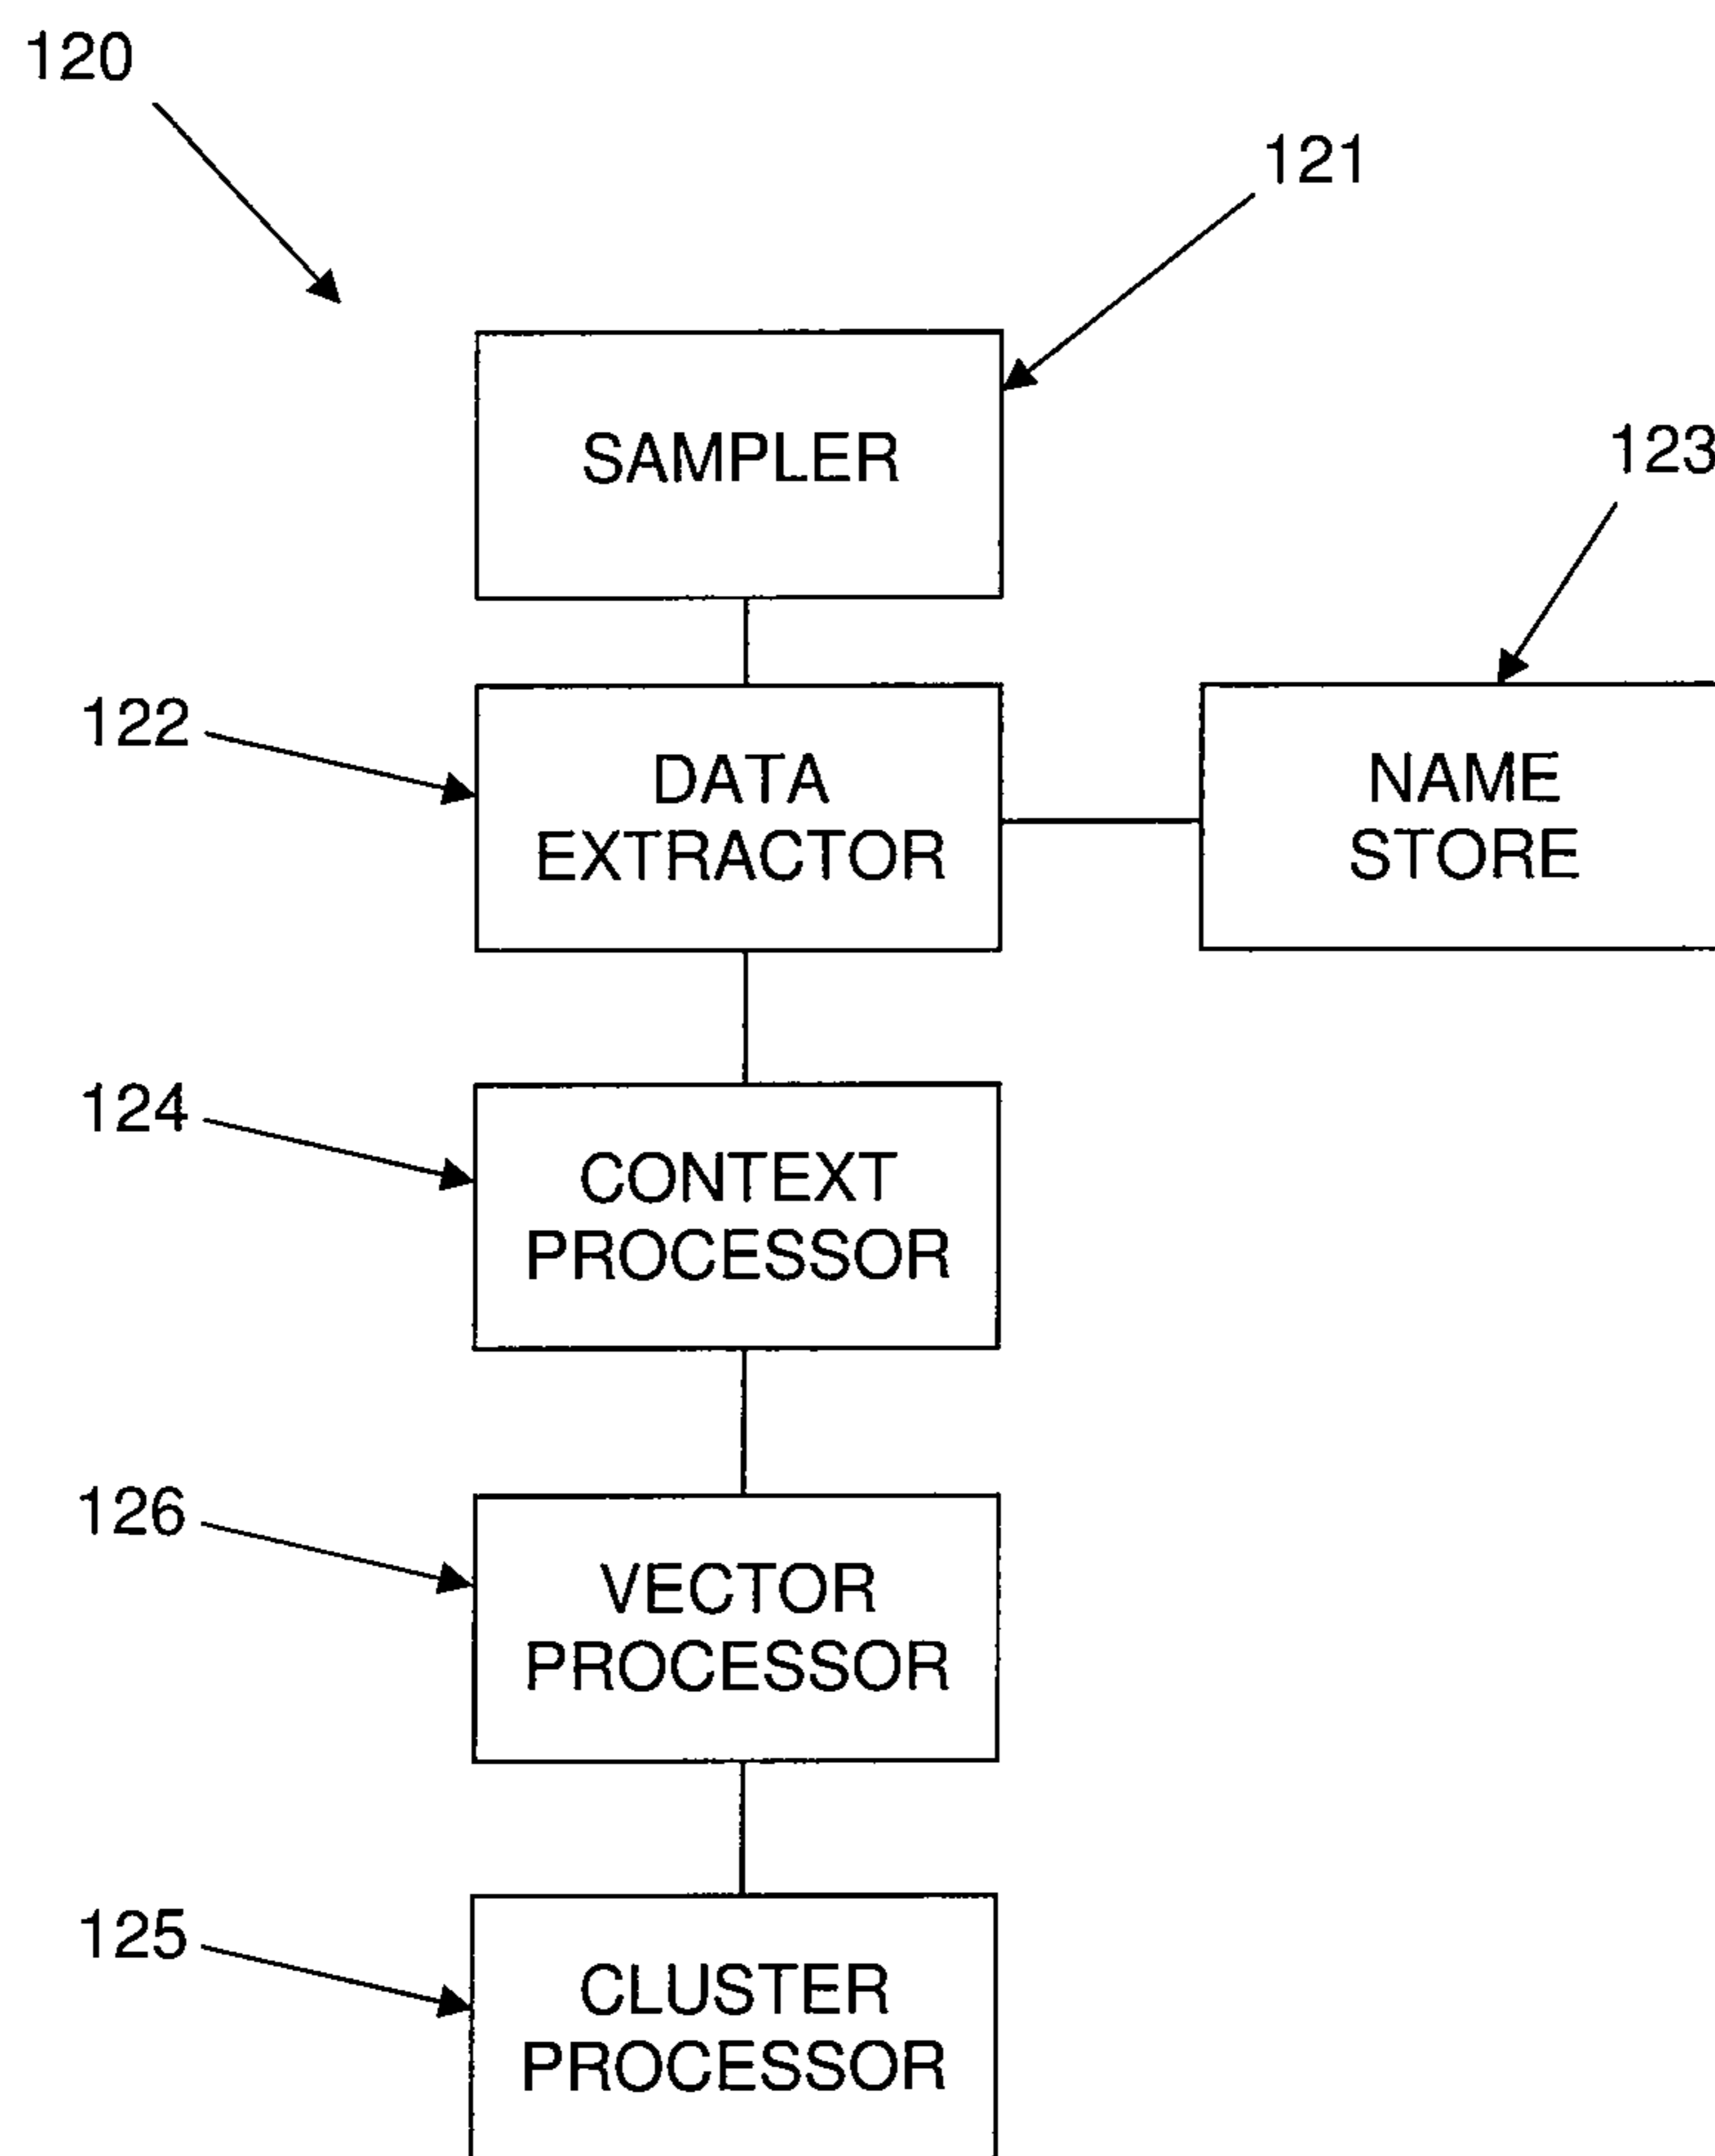 120
121
SAMPLER
123
122
DATA
EXTRACTOR
NAME
STORE
124
CONTEXT
PROCESSOR
126
VECTOR
PROCESSOR
125
CLUSTER
PROCESSOR